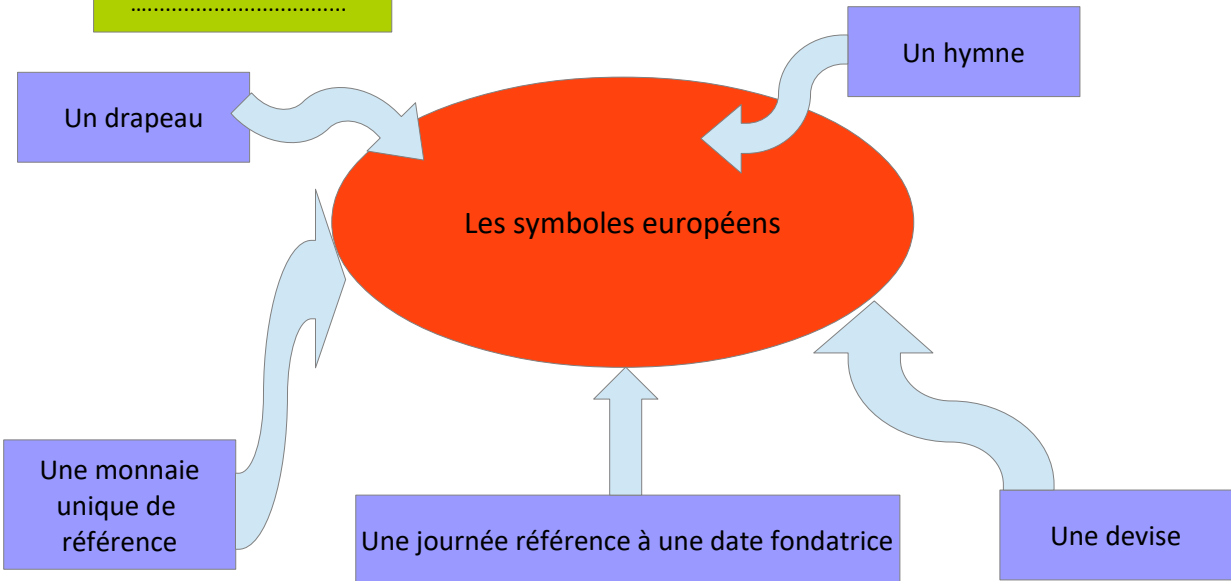 .....................................
Un hymne
Un drapeau
Les symboles européens
Une monnaie
unique de
référence
Une journée référence à une date fondatrice
Une devise